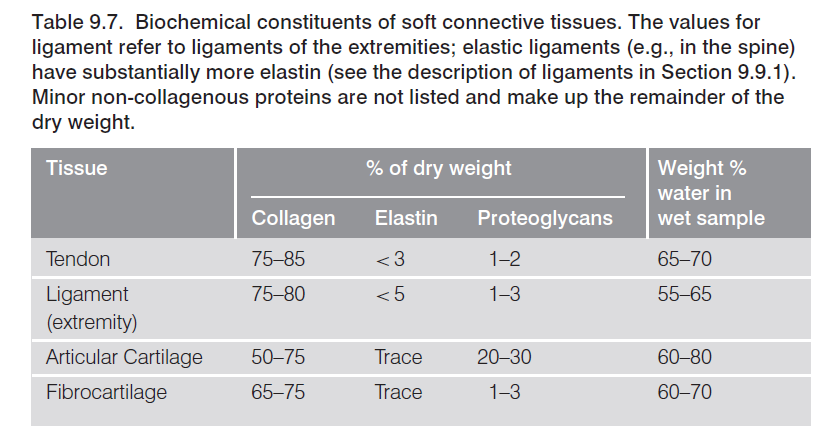 Table 9.7. Biochemical constituents of soft connective tissues. The values for
ligament refer to ligaments of the extremities; elastic ligaments (e.g., in the spine)
have substantially more elastin (see the description of ligaments in Section 9.9.1).
Minor non-collagenous proteins are not listed and make up the remainder of the
dry weight.
Tissue % of dry weight Weight %
water in
Collagen Elastin Proteoglycans wet sample
Tendon 75–85 <3 1–2 65–70
Ligament 75–80 <5 1–3 55–65
(extremity)
Articular Cartilage 50–75 Trace 20–30 60–80
Fibrocartilage 65–75 Trace 1–3 60–70